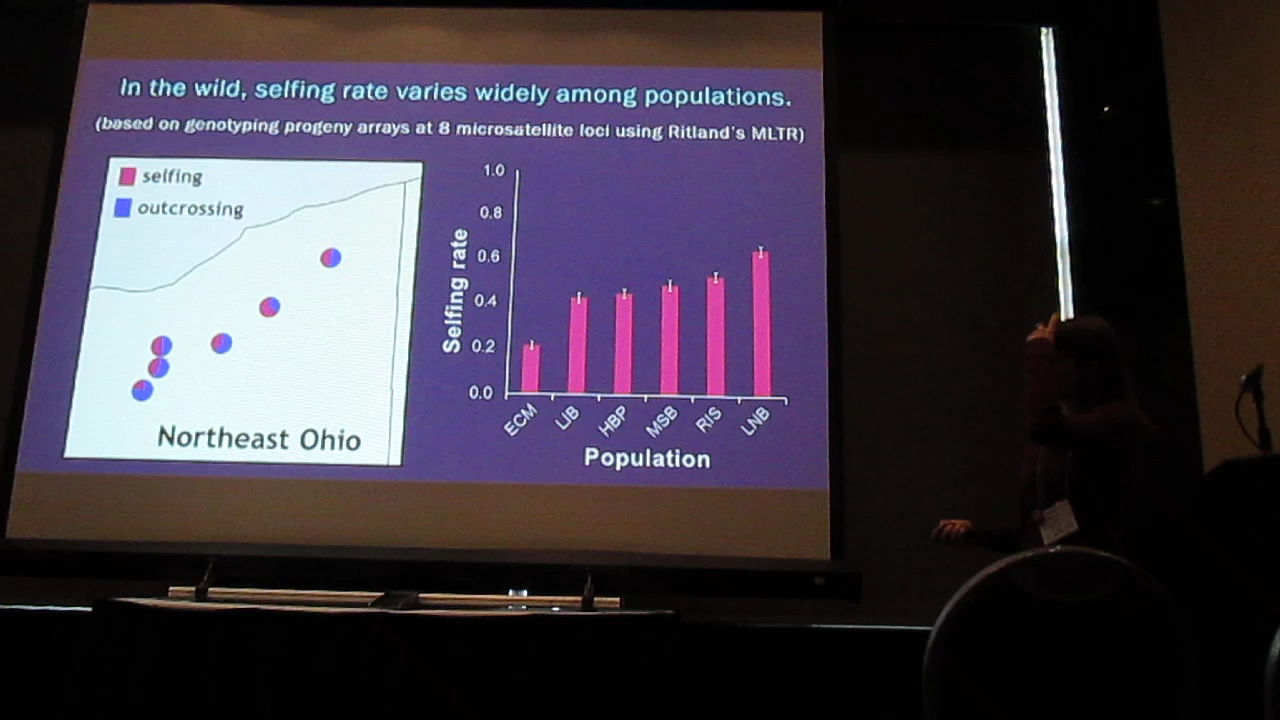 In the wild, selfing rate varies widely among populations.
(based on genotyping progeny arrays at 8 microsatellite loci using Ritland's MLTR)
selfing
outcrossing
Northeast Ohio
Selfing rate
1.0
0.8
0.6
0.4
0.2
0.0
ECM
LIB
HBP
MSB
RIS
LNB
Population